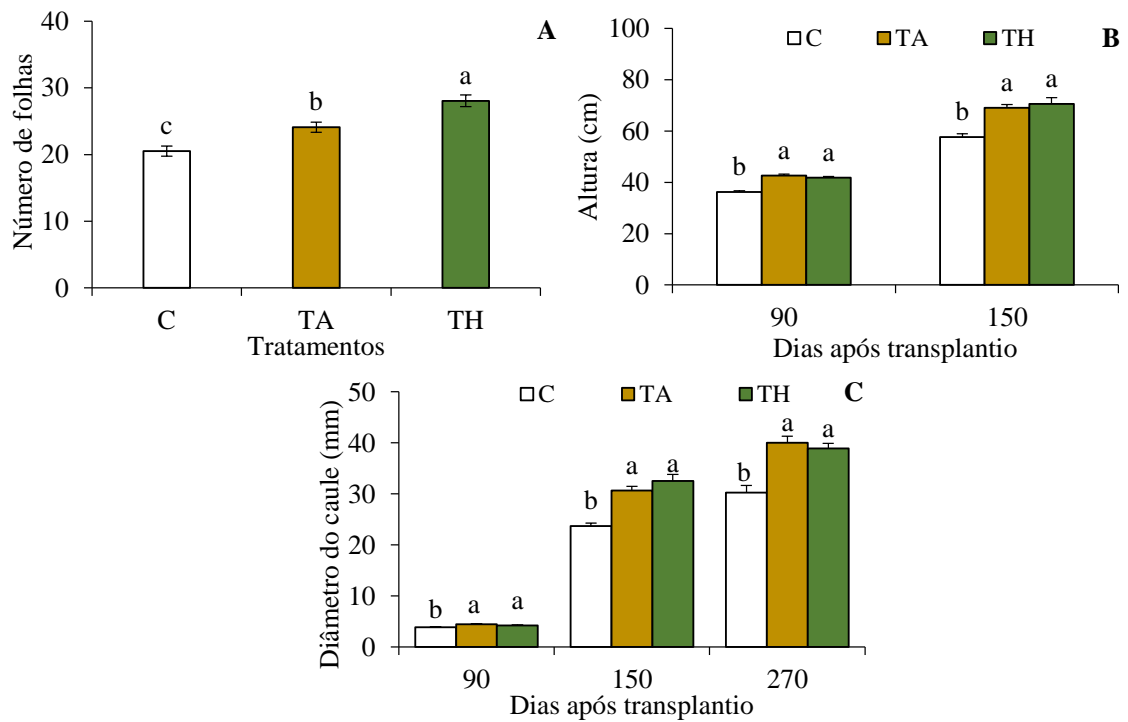 A
Número de folhas
40
30
20
10
0
c
b
a
C
TA
TH
Tratamentos
B
C
TA
TH
Altura (cm)
100
80
60
40
20
0
b
a
a
b
a
a
90
150
Dias após transplantio
C
C
TA
TH
Diâmetro do caule (mm)
50
40
30
20
10
0
b
a
a
b
a
a
b
a
a
90
150
270
Dias após transplantio